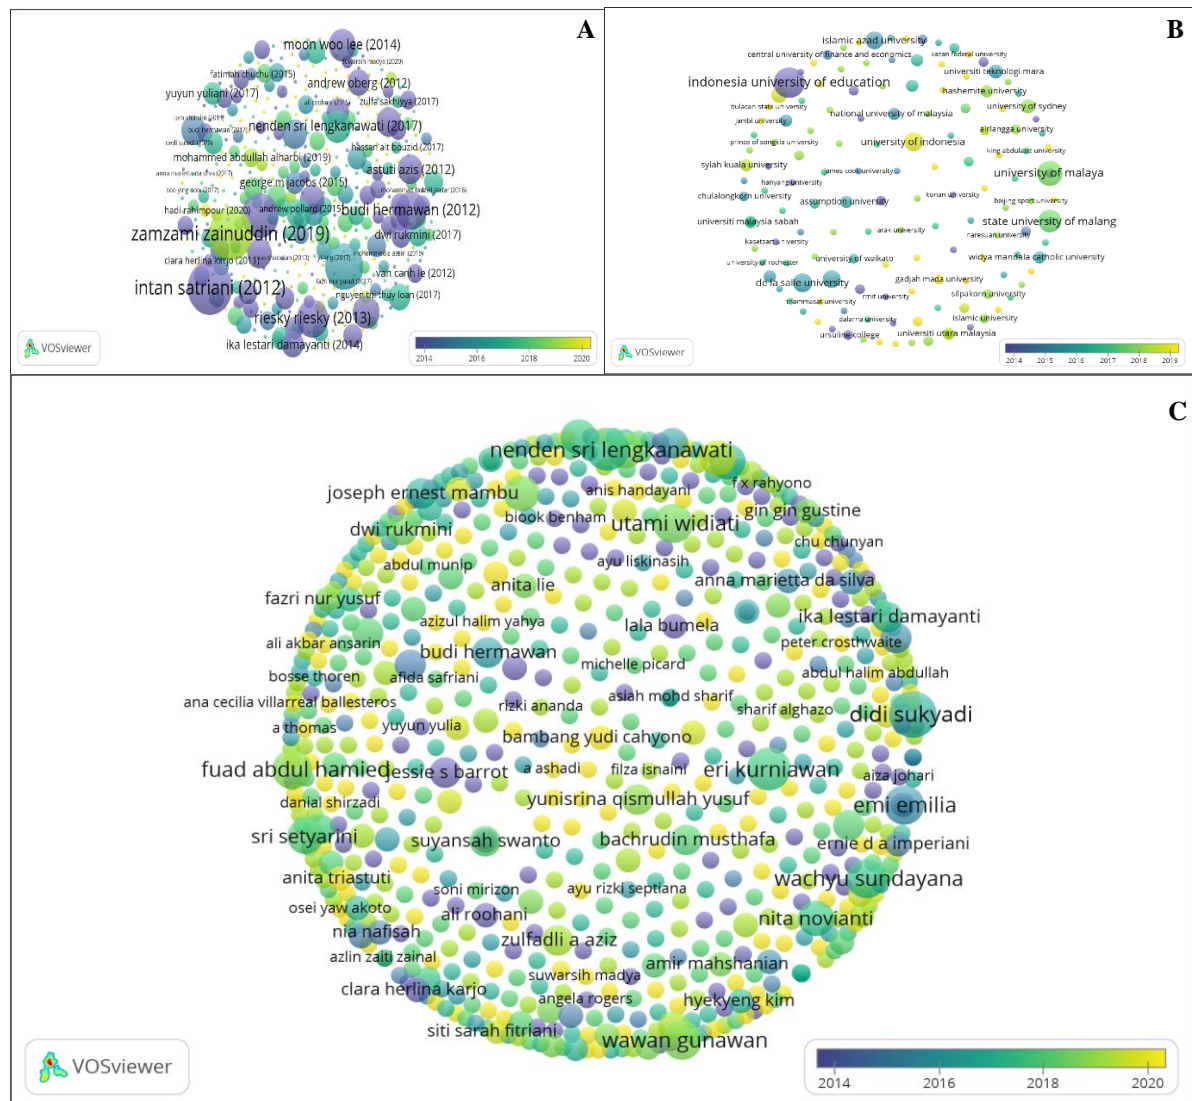 A
moon woo lee (2014)
suwarsih madya (2020)
fatimah chuchu (2015)
andrew oberg (2012)
yuyun yuliani (2017)
zulfa sakhiyya (2017)
nenden sri lengkanawati (2017)
hassan ait bouzid (2017)
mohammed abdullah alharbi (2019)
astuti azis (2012)
george m jacobs (2015)
hadi rahimpour (2020)
andrew pollard (2015)
budi hermawan (2012)
zamzami zainuddin (2019)
dwi rukmini (2017)
clara herlina karjo (2011)
van canh le (2012)
intan satriani (2012)
nguyen thi thuy loan (2017)
riesky riesky (2013)
ika lestari damayanti (2014)
VOSviewer
2014 2016 2018 2020
B
islamic azad university
central university of finance and economics
kazan federal university
universiti teknologi mara
indonesia university of education
hashemite university
bulacan state university
university of sydney
national university of malaysia
jambi university
airlangga university
prince of songkla university
university of indonesia
king abdulaziz university
syiah kuala university
james cook university
university of malaya
hanyang university
chulalongkorn university
konan university
assumption university
beijing sport university
universiti malaysia sabah
state university of malang
arak university
naresuan university
kasetsart university
university of rochester
university of waikato
widya mandala catholic university
de la salle university
gadjah mada university
thammasat university
rmit university
silpakorn university
dalarna university
islamic university
ursuline college
universiti utara malaysia
VOSviewer
2014 2015 2016 2017 2018 2019
C
nenden sri lengkanawati
joseph ernest mambu
anis handayani
f x rahyono
biook benham
gin gin gustine
dwi rukmini
utami widiati
chu chunyan
abdul munip
ayu liskinasih
anita lie
anna marietta da silva
fazri nur yusuf
azizul halim yahya
lala bumela
ika lestari damayanti
ali akbar ansarin
budi hermawan
peter crosthwaite
michelle picard
bosse thoren
afida safriani
abdul halim abdullah
ana cecilia villarreal ballesteros
rizki ananda
asiah mohd sharif
sharif alghazo
didi sukyadi
a thomas
yuyun yulia
bambang yudi cahyono
fuad abdul hamied
jessie s barrot
a ashadi
filza isnaini
eri kurniawan
aiza johari
danial shirzadi
yunisrina qismullah yusuf
emi emilia
sri setyarini
suyansah swanto
bachrudin musthafa
ernie d a imperiani
anita triastuti
soni mirizon
ayu rizki septiana
wachyu sundayana
osei yaw akoto
ali roohani
nita novianti
nia nafisah
zulfadli a aziz
azlin zaiti zainal
suwarsih madya
amir mahshanian
clara herlina karjo
angela rogers
hyekyeng kim
siti sarah fitriani
wawan gunawan
VOSviewer
2014 2016 2018 2020